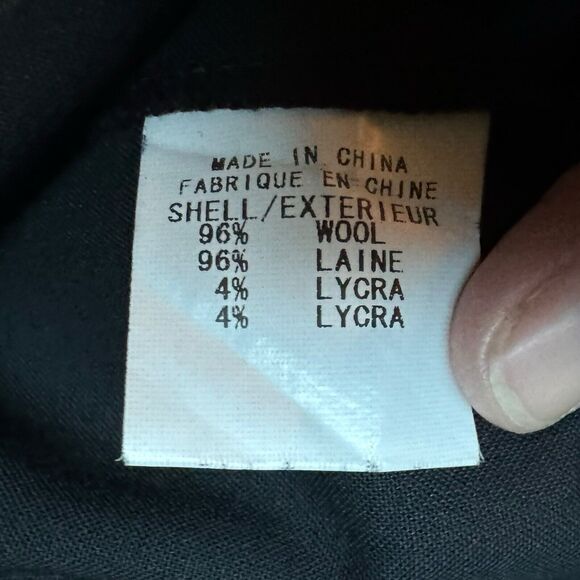 MADE IN CHINA
FABRIQUE EN CHINE
SHELL/EXTERIEUR
96% WOOL
96% LAINE
4% LYCRA
4% LYCRA